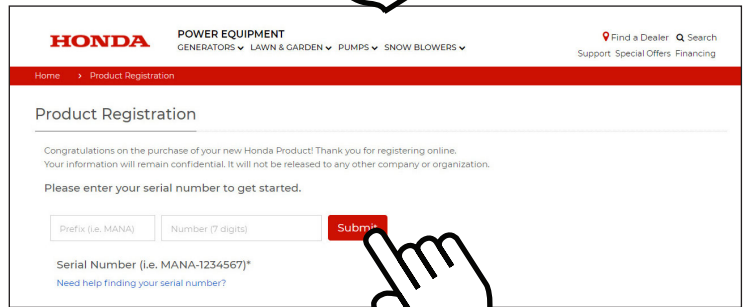 HONDA
POWER EQUIPMENT
GENERATORS LAWN & GARDEN PUMPS SNOW BLOWERS
Find a Dealer Search
Support Special Offers Financing
Home > Product Registration
Product Registration
Congratulations on the purchase of your new Honda Product! Thank you for registering online.
Your information will remain confidential. It will not be released to any other company or organization.
Please enter your serial number to get started.
Prefix (i.e. MANA) Number (7 digits) Submit
Serial Number (i.e. MANA-1234567)*
Need help finding your serial number?